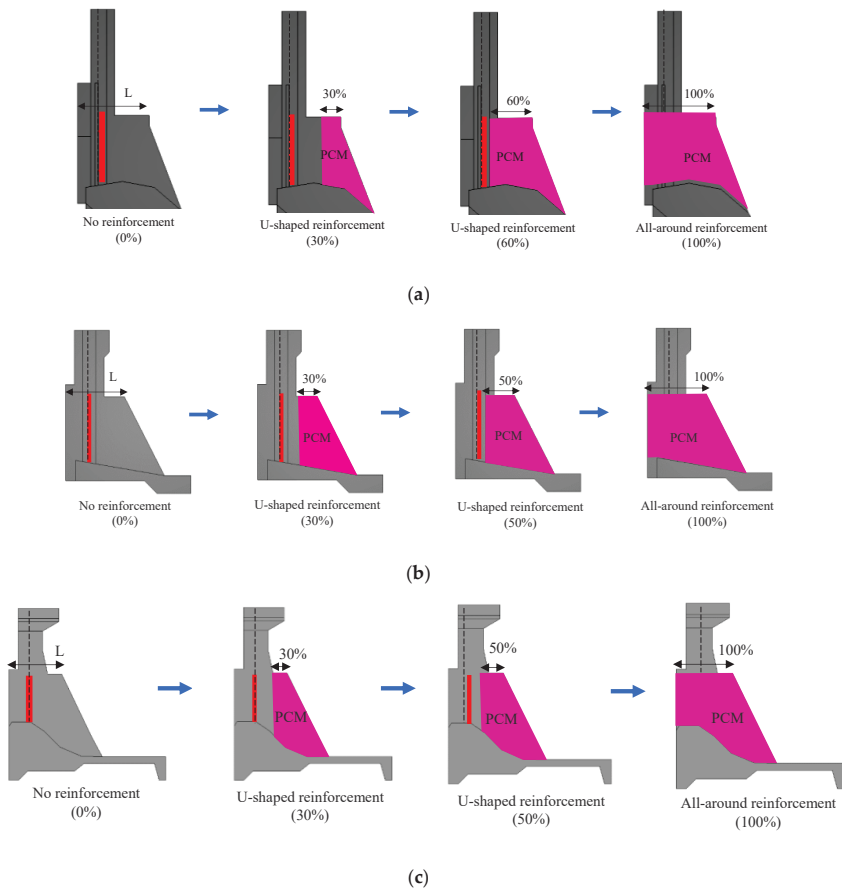 L
30%
60%
100%
PCM
PCM
PCM
No reinforcement
(0%)
U-shaped reinforcement
(30%)
U-shaped reinforcement
(60%)
All-around reinforcement
(100%)
(a)
L
30%
50%
100%
PCM
PCM
PCM
No reinforcement
(0%)
U-shaped reinforcement
(30%)
U-shaped reinforcement
(50%)
All-around reinforcement
(100%)
(b)
L
30%
50%
100%
PCM
PCM
PCM
No reinforcement
(0%)
U-shaped reinforcement
(30%)
U-shaped reinforcement
(50%)
All-around reinforcement
(100%)
(c)